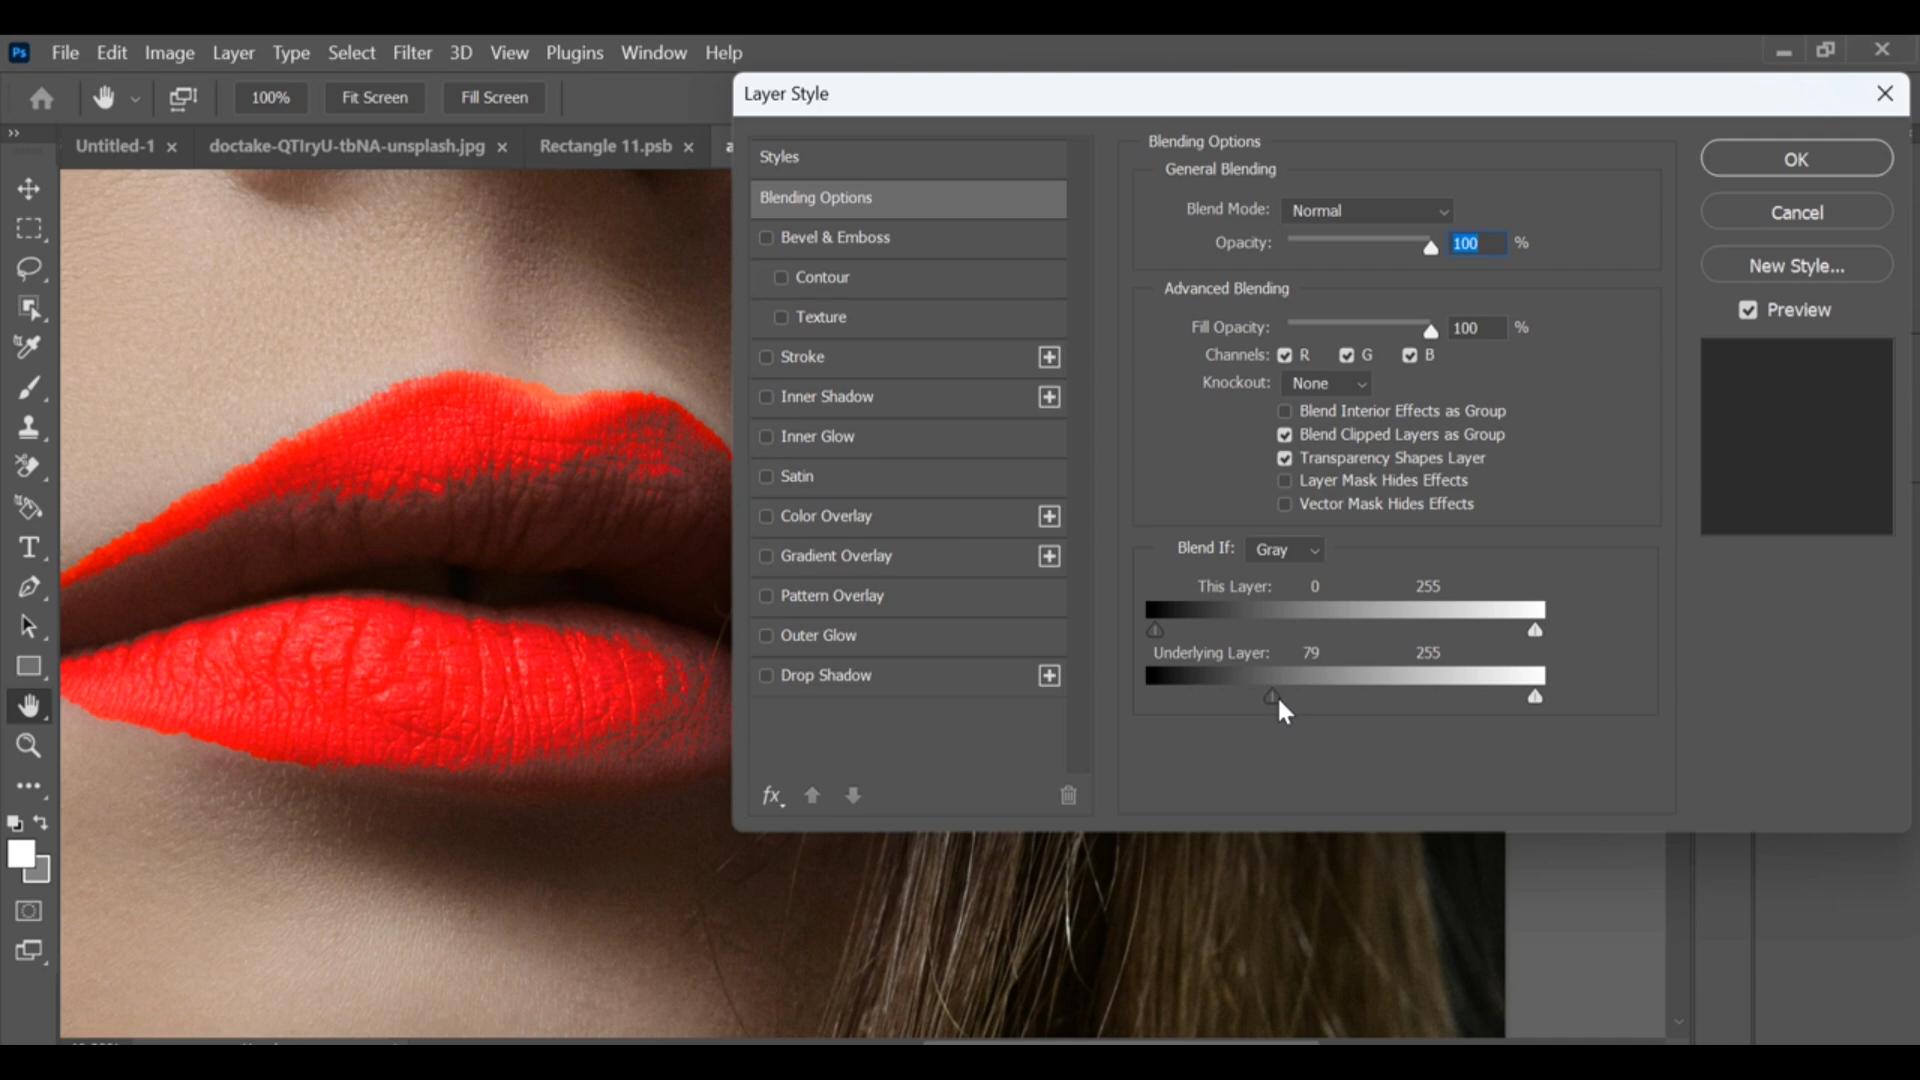 Ps File Edit Image Layer Type Select Filter 3D View Plugins Window Help
100% Fit Screen Fill Screen
Untitled-1 × doctake-QTIryU-tbNA-unsplash.jpg × Rectangle 11.psb ×
Layer Style
Styles
Blending Options
Bevel & Emboss
Contour
Texture
Stroke
Inner Shadow
Inner Glow
Satin
Color Overlay
Gradient Overlay
Pattern Overlay
Outer Glow
Drop Shadow
fx
Blending Options
General Blending
Blend Mode: Normal
Opacity: 100 %
Advanced Blending
Fill Opacity: 100 %
Channels: R G B
Knockout: None
Blend Interior Effects as Group
Blend Clipped Layers as Group
Transparency Shapes Layer
Layer Mask Hides Effects
Vector Mask Hides Effects
Blend If: Gray
This Layer: 0 255
Underlying Layer: 79 255
OK
Cancel
New Style...
Preview